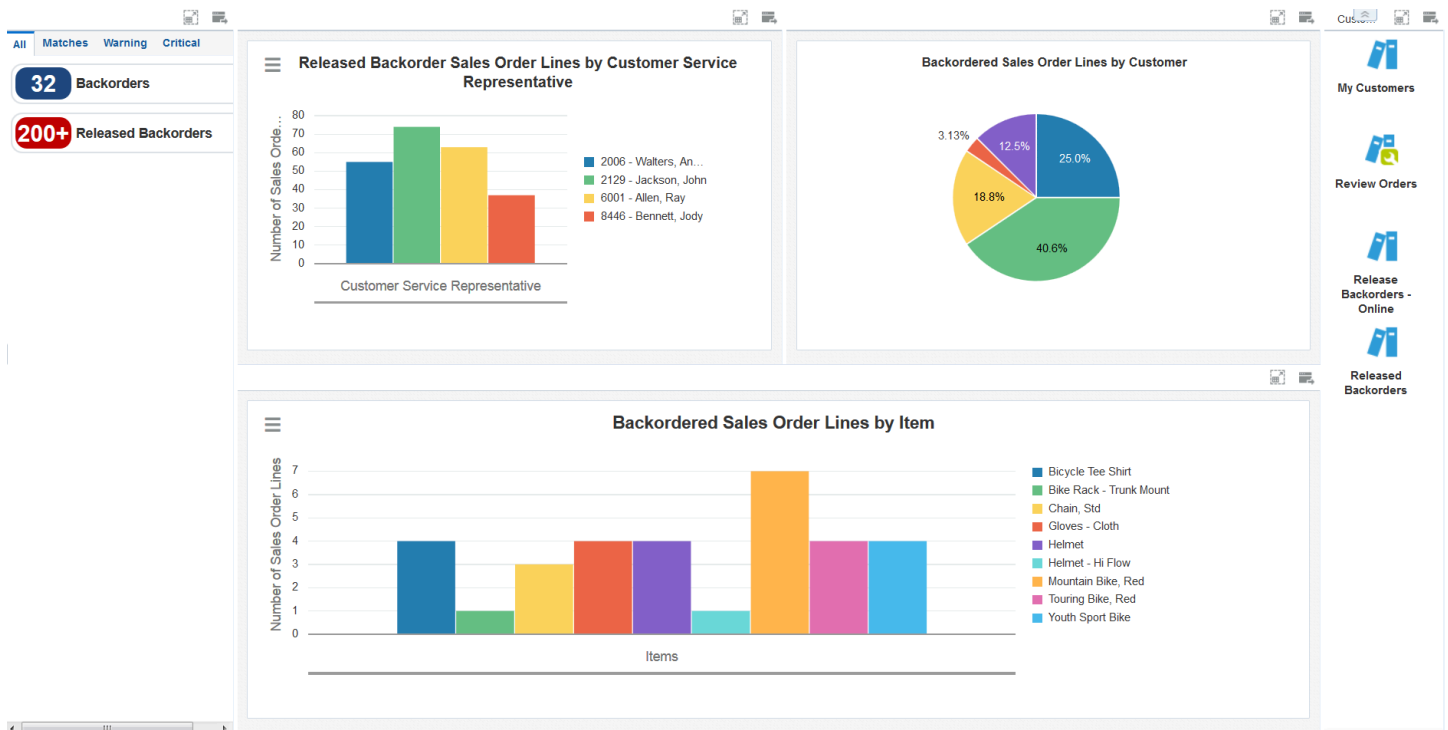 All Matches Warning Critical
32 Backorders
200+ Released Backorders
Released Backorder Sales Order Lines by Customer Service
Representative
Number of Sales Orde...
80
70
60
50
40
30
20
10
0
Customer Service Representative
2006 - Walters, An...
2129 - Jackson, John
6001 - Allen, Ray
8446 - Bennett, Jody
Backordered Sales Order Lines by Customer
3.13%
12.5%
25.0%
18.8%
40.6%
Backordered Sales Order Lines by Item
Number of Sales Order Lines
7
6
5
4
3
2
1
0
Items
Bicycle Tee Shirt
Bike Rack - Trunk Mount
Chain, Std
Gloves - Cloth
Helmet
Helmet - Hi Flow
Mountain Bike, Red
Touring Bike, Red
Youth Sport Bike
My Customers
Review Orders
Release
Backorders -
Online
Released
Backorders